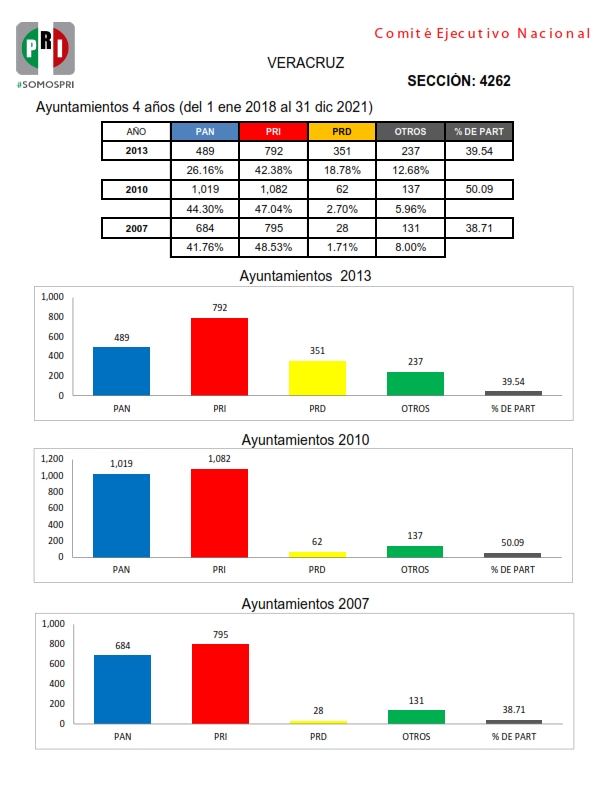 Comité Ejecutivo Nacional
PRI
#SOMOSPRI
VERACRUZ
SECCIÓN: 4262
Ayuntamientos 4 años (del 1 ene 2018 al 31 dic 2021)
AÑO PAN PRI PRD OTROS % DE PART
2013 489 792 351 237 39.54
26.16% 42.38% 18.78% 12.68%
2010 1,019 1,082 62 137 50.09
44.30% 47.04% 2.70% 5.96%
2007 684 795 28 131 38.71
41.76% 48.53% 1.71% 8.00%
Ayuntamientos 2013
1,000
792
800
600
489
400
351
237
200
39.54
0
PAN PRI PRD OTROS % DE PART
Ayuntamientos 2010
1,200
1,019
1,082
1,000
800
600
400
200
62
137
50.09
0
PAN PRI PRD OTROS % DE PART
Ayuntamientos 2007
1,000
795
800
684
600
400
200
28
131
38.71
0
PAN PRI PRD OTROS % DE PART